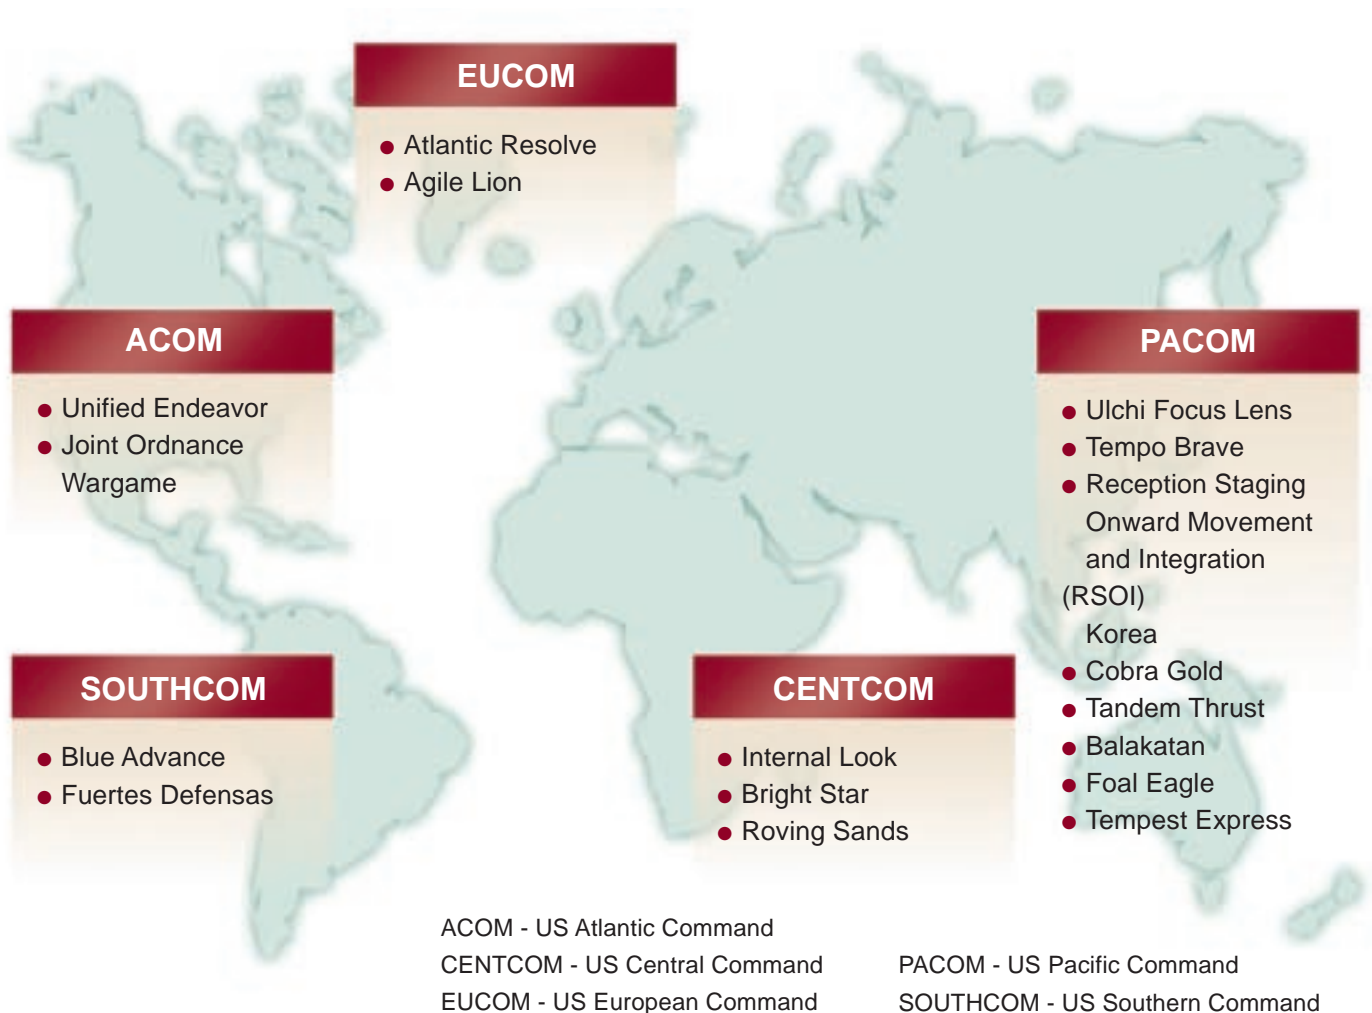 EUCOM
● Atlantic Resolve
● Agile Lion
ACOM
● Unified Endeavor
● Joint Ordnance
Wargame
PACOM
● Ulchi Focus Lens
● Tempo Brave
● Reception Staging
Onward Movement
and Integration
(RSOI)
Korea
● Cobra Gold
● Tandem Thrust
● Balakatan
● Foal Eagle
● Tempest Express
SOUTHCOM
● Blue Advance
● Fuertes Defensas
CENTCOM
● Internal Look
● Bright Star
● Roving Sands
ACOM - US Atlantic Command
CENTCOM - US Central Command
EUCOM - US European Command
PACOM - US Pacific Command
SOUTHCOM - US Southern Command